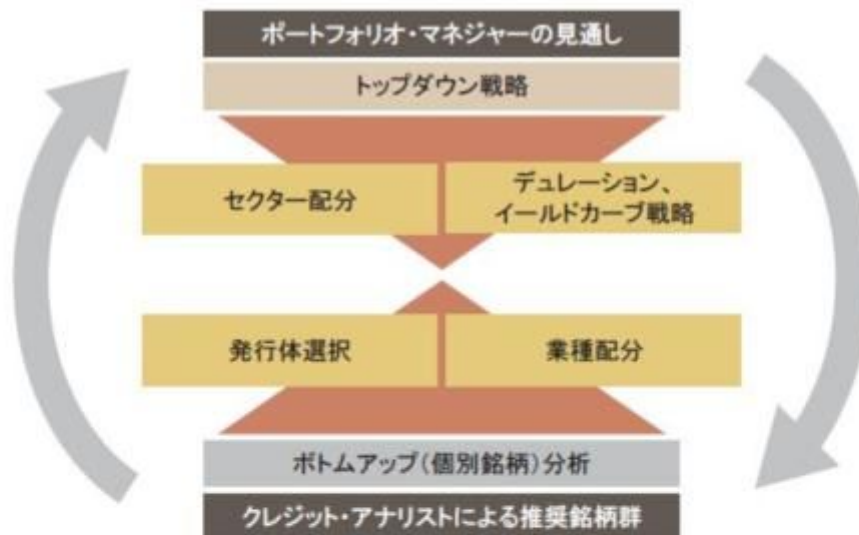 ポートフォリオ・マネジャーの見通し
トップダウン戦略
セクター配分
デュレーション、
イールドカーブ戦略
発行体選択
業種配分
ボトムアップ(個別銘柄)分析
クレジット・アナリストによる推奨銘柄群